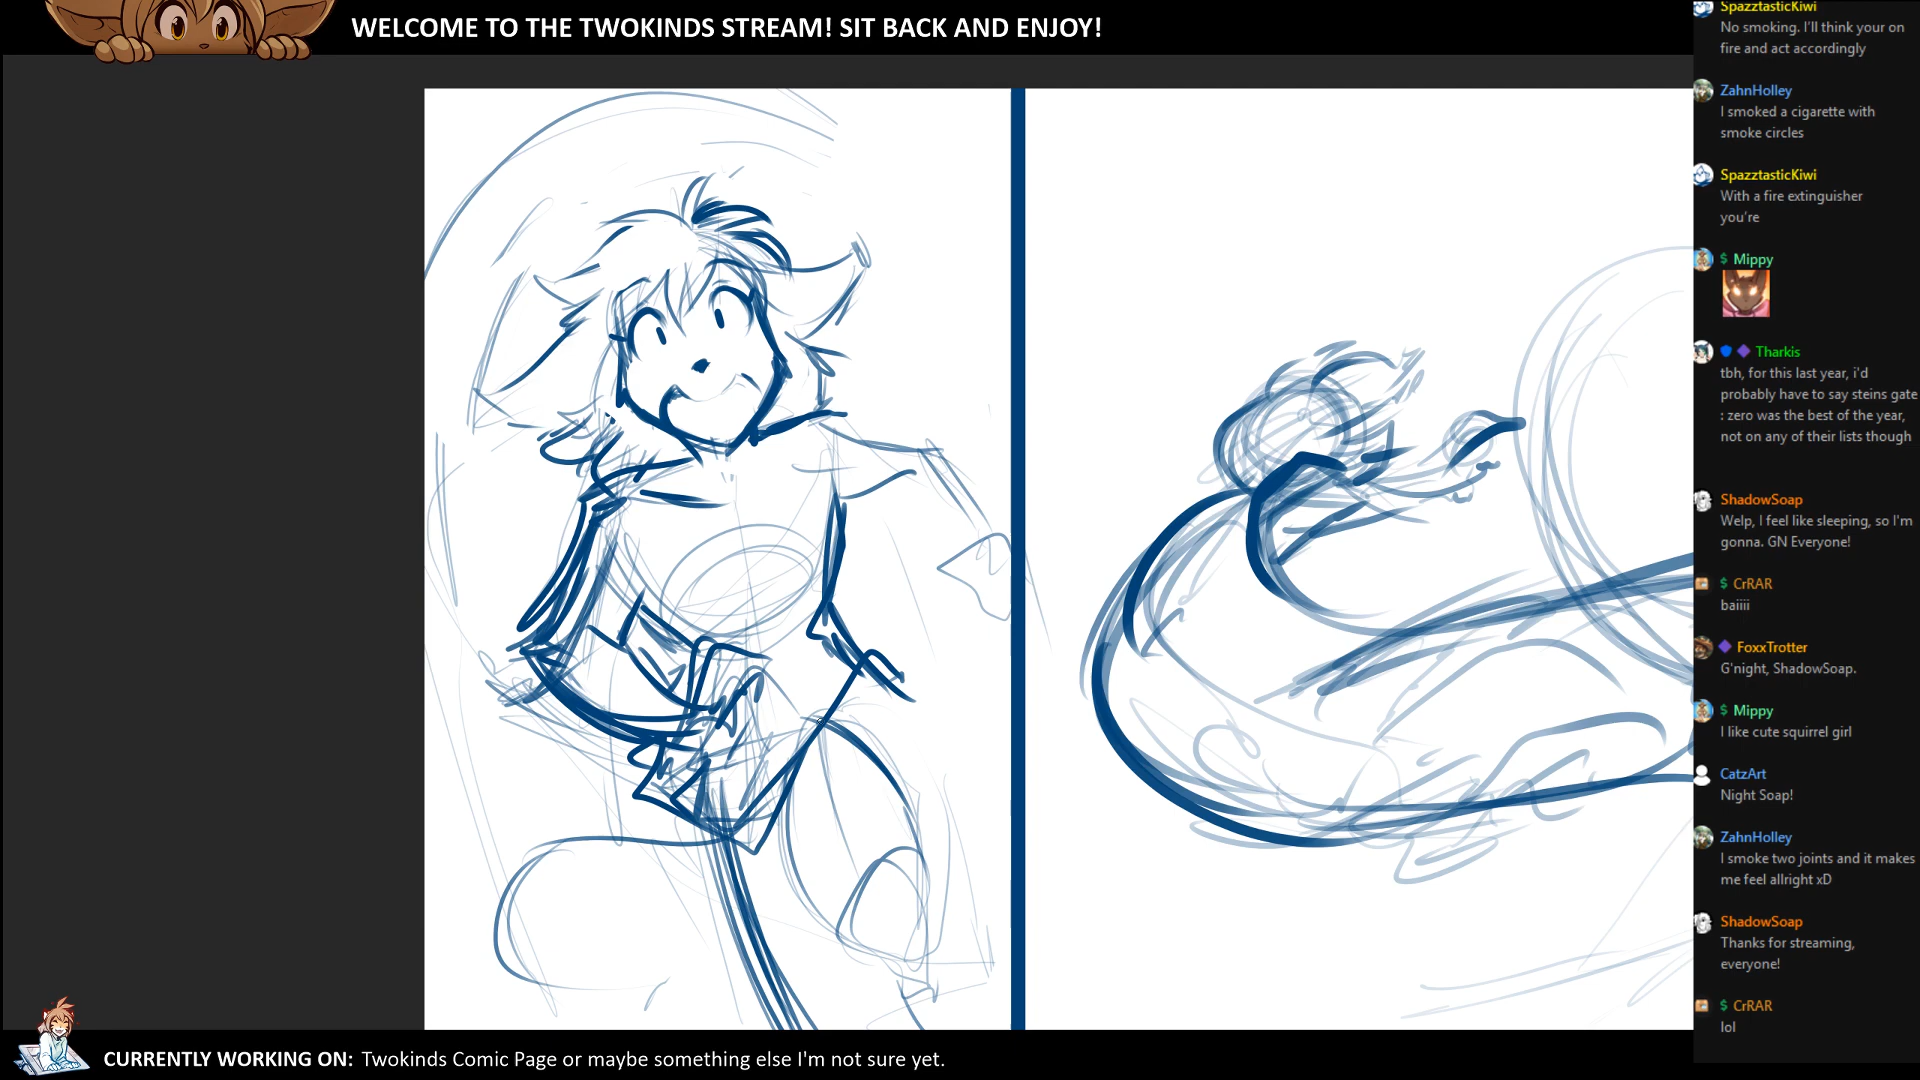 WELCOME TO THE TWOKINDS STREAM! SIT BACK AND ENJOY!
SpazztasticKiwi
No smoking. I'll think your on
fire and act accordingly
ZahnHolley
I smoked a cigarette with
smoke circles
SpazztasticKiwi
With a fire extinguisher
you're
$ Mippy
Tharkis
tbh, for this last year, i'd
probably have to say steins gate
: zero was the best of the year,
not on any of their lists though
ShadowSoap
Welp, I feel like sleeping, so I'm
gonna. GN Everyone!
$ CrRAR
baiiii
FoxxTrotter
G'night, ShadowSoap.
$ Mippy
I like cute squirrel girl
CatzArt
Night Soap!
ZahnHolley
I smoke two joints and it makes
me feel allright xD
ShadowSoap
Thanks for streaming,
everyone!
$ CrRAR
lol
CURRENTLY WORKING ON: Twokinds Comic Page or maybe something else I'm not sure yet.